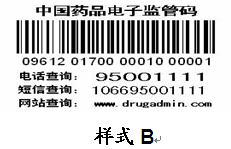 中国药品电子监管码
09612 01700 00010 00001
电话查询：95001111
短信查询：106695001111
网站查询：www.drugadmin.com
样式 B